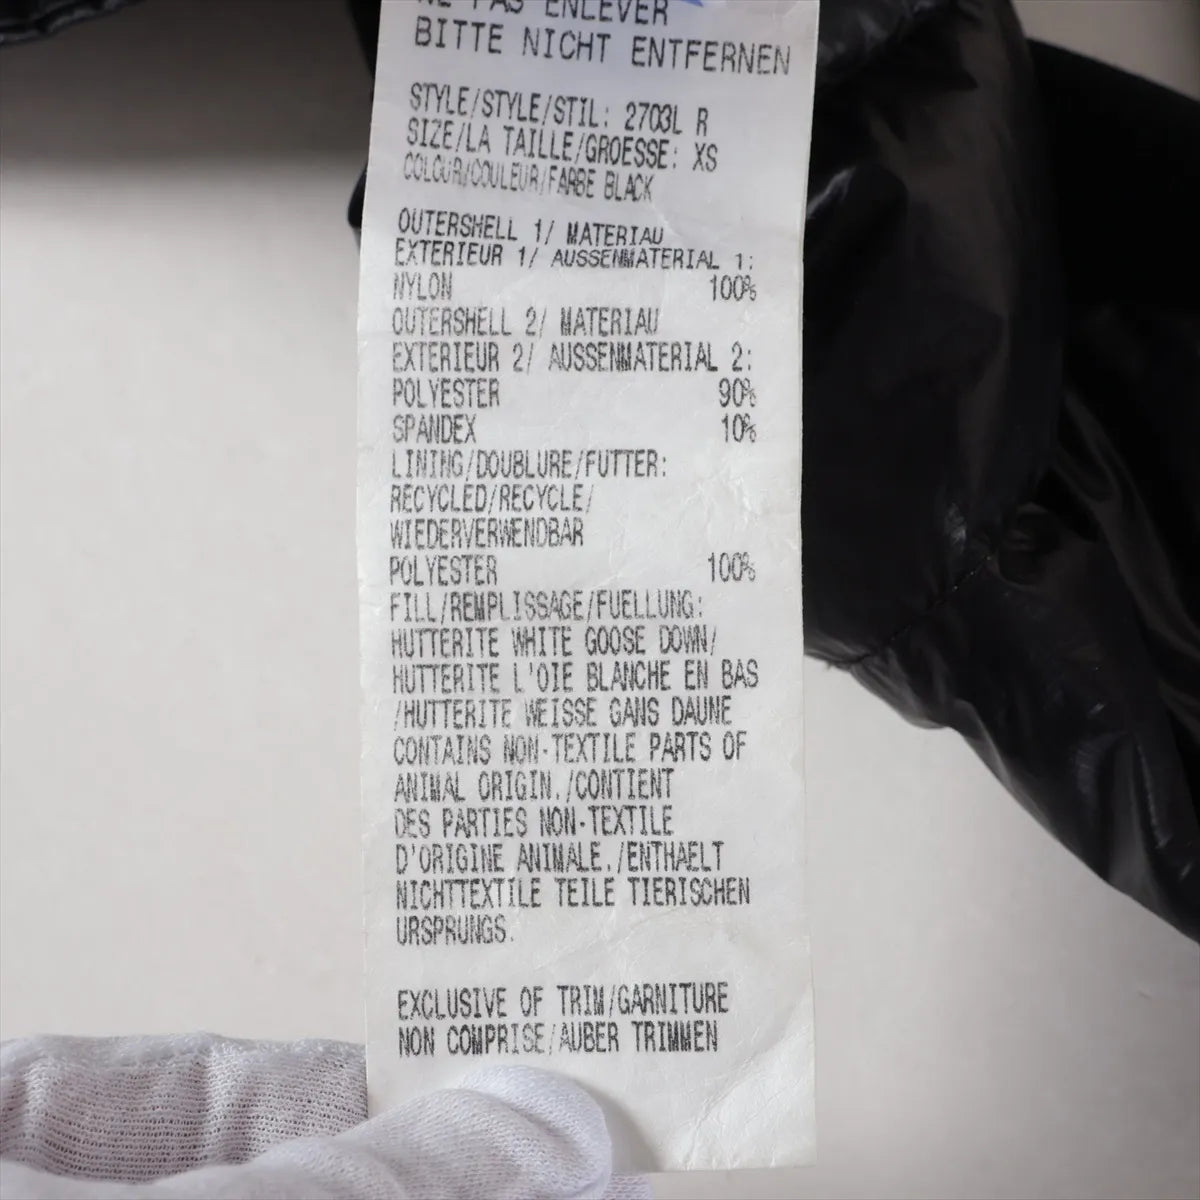 NE PAS ENLEVER
BITTE NICHT ENTFERNEN
STYLE/STYLE/STIL: 2703L R
SIZE/LA TAILLE/GROESSE: XS
COLOUR/COULEUR/FARBE BLACK
OUTERSHELL 1/ MATERIAU
EXTERIEUR 1/ AUSSENMATERIAL 1:
NYLON 100%
OUTERSHELL 2/ MATERIAU
EXTERIEUR 2/ AUSSENMATERIAL 2:
POLYESTER 90%
SPANDEX 10%
LINING/DOUBLURE/FUTTER:
RECYCLED/RECYCLE/
WIEDERVERWENDBAR
POLYESTER 100%
FILL/REMPLISSAGE/FUELLUNG:
HUTTERITE WHITE GOOSE DOWN/
HUTTERITE L'OIE BLANCHE EN BAS
/HUTTERITE WEISSE GANS DAUNE
CONTAINS NON-TEXTILE PARTS OF
ANIMAL ORIGIN./CONTIENT
DES PARTIES NON-TEXTILE
D'ORIGINE ANIMALE./ENTHAELT
NICHTTEXTILE TEILE TIERISCHEN
URSPRUNGS.
EXCLUSIVE OF TRIM/GARNITURE
NON COMPRISE/AUBER TRIMMEN